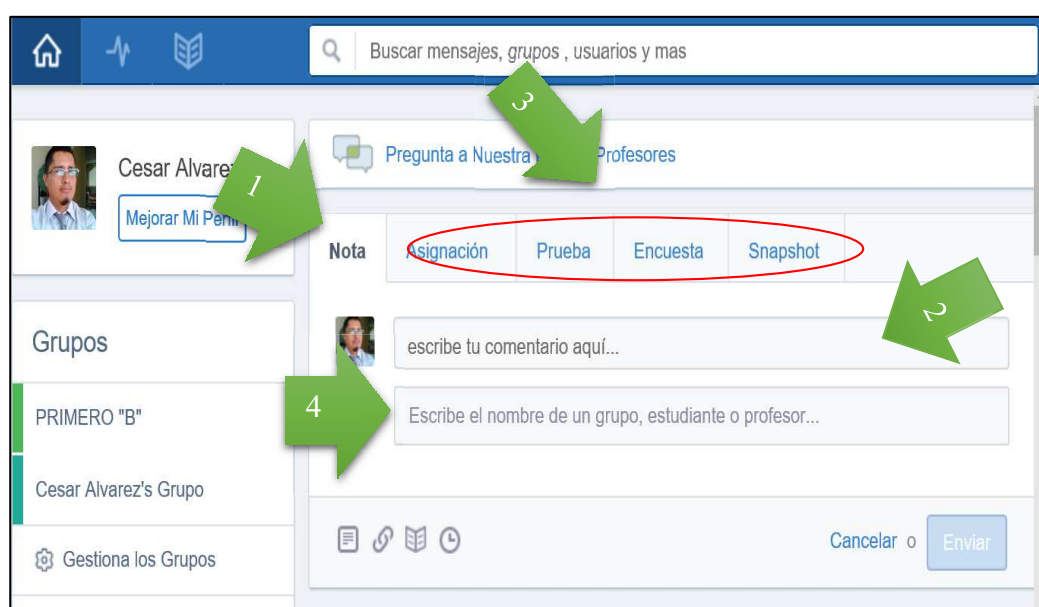 Buscar mensajes, grupos , usuarios y mas
3
Cesar Alvare
Mejorar Mi Perfil
1
Pregunta a Nuestra
Profesores
Nota
Asignación
Prueba
Encuesta
Snapshot
2
escribe tu comentario aquí...
4
Escribe el nombre de un grupo, estudiante o profesor...
Grupos
PRIMERO "B"
Cesar Alvarez's Grupo
Gestiona los Grupos
Cancelar o Enviar